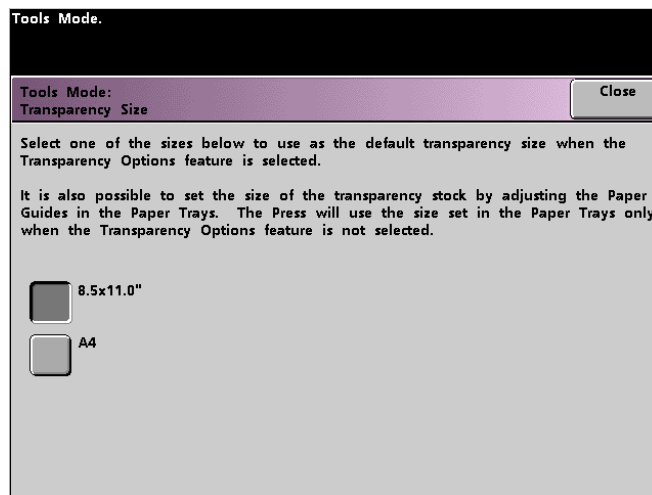 Tools Mode.
Tools Mode:
Transparency Size
Close
Select one of the sizes below to use as the default transparency size when the
Transparency Options feature is selected.
It is also possible to set the size of the transparency stock by adjusting the Paper
Guides in the Paper Trays. The Press will use the size set in the Paper Trays only
when the Transparency Options feature is not selected.
8.5x11.0"
A4